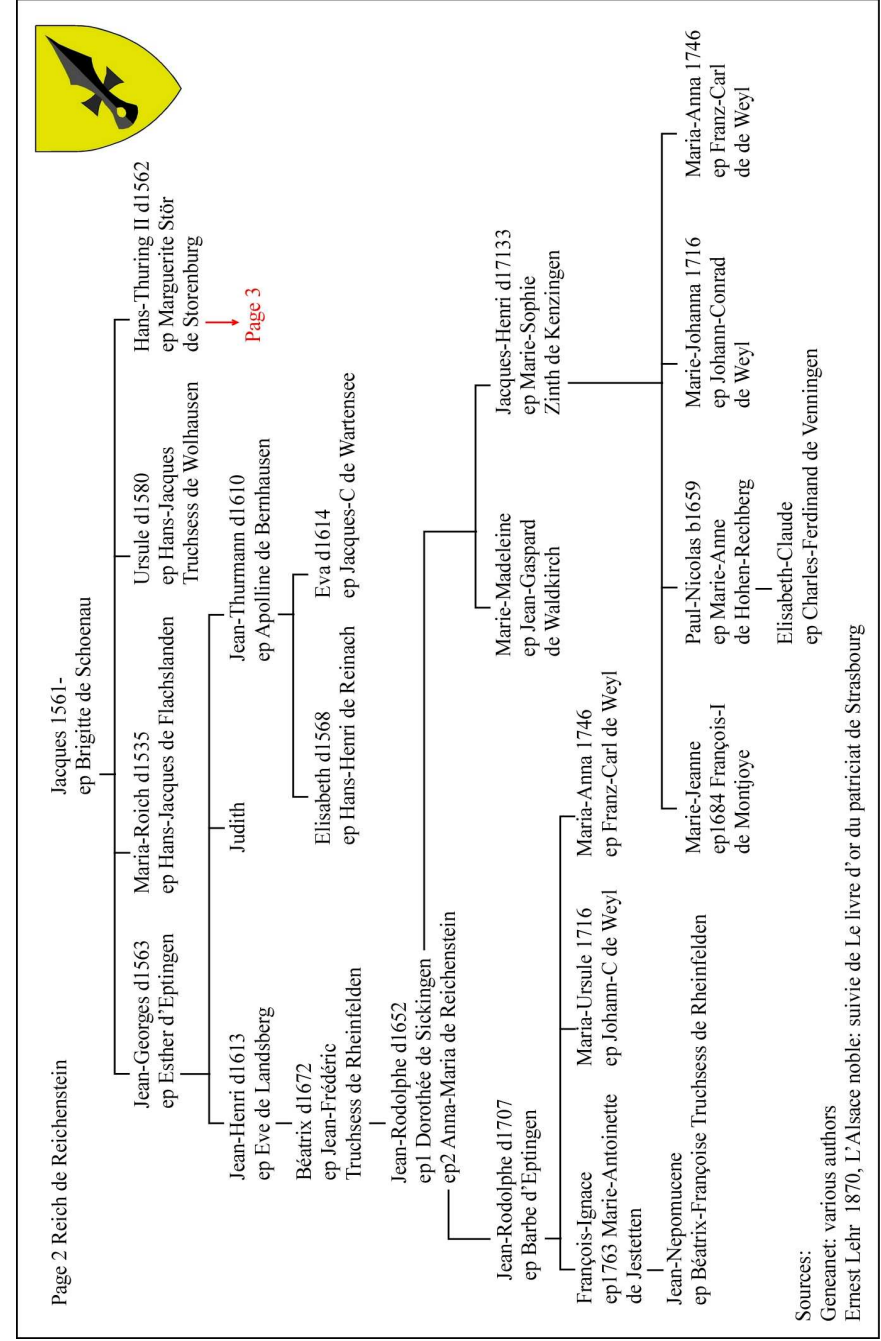 Page 2 Reich de Reichenstein
Jacques 1561-
ep Brigitte de Schoenau
Jean-Georges d1563
ep Esther d’Eptingen
Maria-Roich d1535
ep Hans-Jacques de Flachslanden
Ursule d1580
ep Hans-Jacques
Truchsess de Wolhausen
Hans-Thuring II d1562
ep Marguerite Stör
de Storenburg
Page 3
Jean-Henri d1613
ep Eve de Landsberg
Judith
Jean-Thurmann d1610
ep Apolline de Bernhausen
Béatrix d1672
ep Jean-Frédéric
Truchsess de Rheinfelden
Elisabeth d1568
ep Hans-Henri de Reinach
Eva d1614
ep Jacques-C de Wartensee
Jean-Rodolphe d1652
ep1 Dorothée de Sickingen
ep2 Anna-Maria de Reichenstein
Jean-Rodolphe d1707
ep Barbe d’Eptingen
Marie-Madeleine
ep Jean-Gaspard
de Waldkirch
Jacques-Henri d17133
ep Marie-Sophie
Zinth de Kenzingen
François-Ignace
ep1763 Marie-Antoinette
de Jestetten
Maria-Ursule 1716
ep Johann-C de Weyl
Maria-Anna 1746
ep Franz-Carl de Weyl
Jean-Nepomucene
ep Béatrix-Françoise Truchsess de Rheinfelden
Marie-Jeanne
ep1684 François-I
de Montjoye
Paul-Nicolas b1659
ep Marie-Anne
de Hohen-Rechberg
Marie-Johanna 1716
ep Johann-Conrad
de Weyl
Maria-Anna 1746
ep Franz-Carl
de de Weyl
Elisabeth-Claude
ep Charles-Ferdinand de Venningen
Sources:
Geneanet: various authors
Ernest Lehr 1870, L’Alsace noble: suivie de Le livre d’or du patriciat de Strasbourg